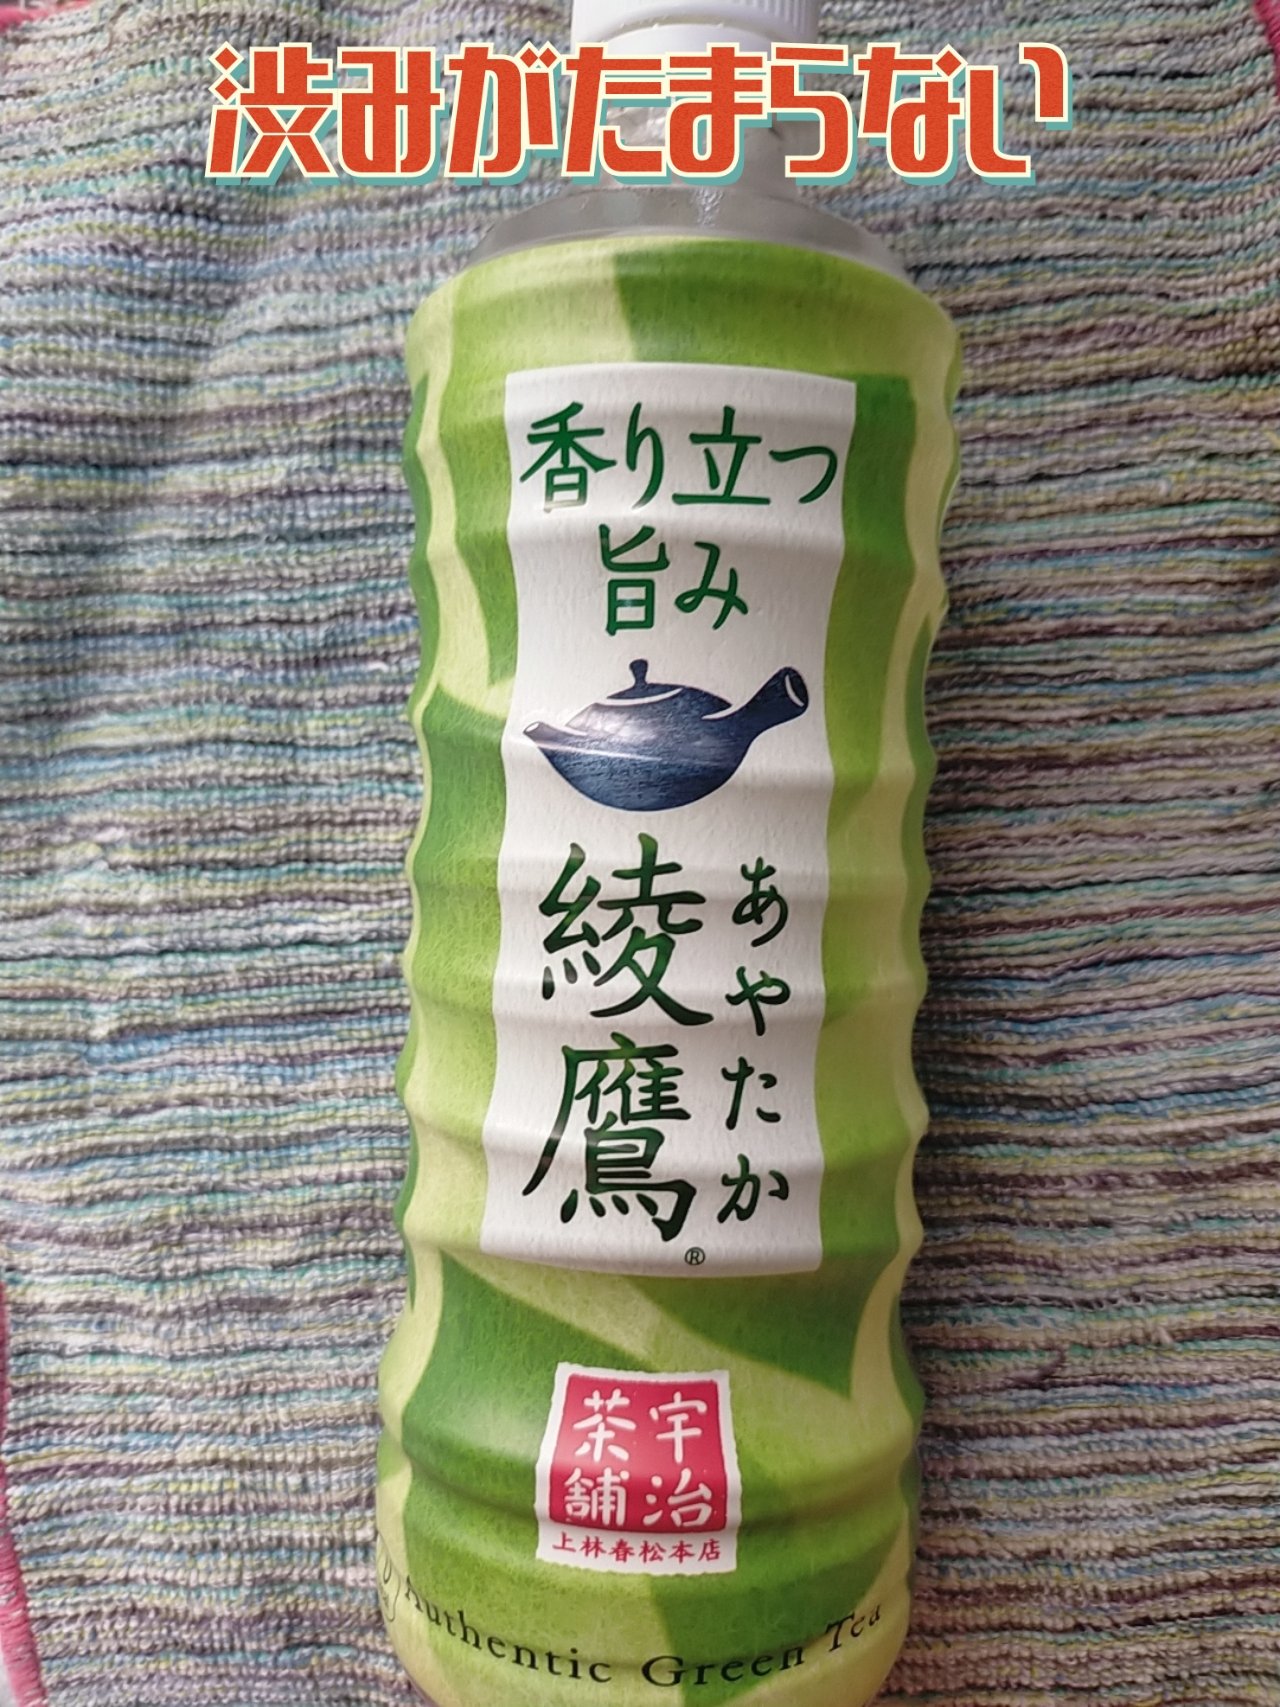 渋みがたまらない
香り立つ
旨み
綾鷹
あやたか
®
宇治
茶舗
上林春松本店
Authentic Green Tea